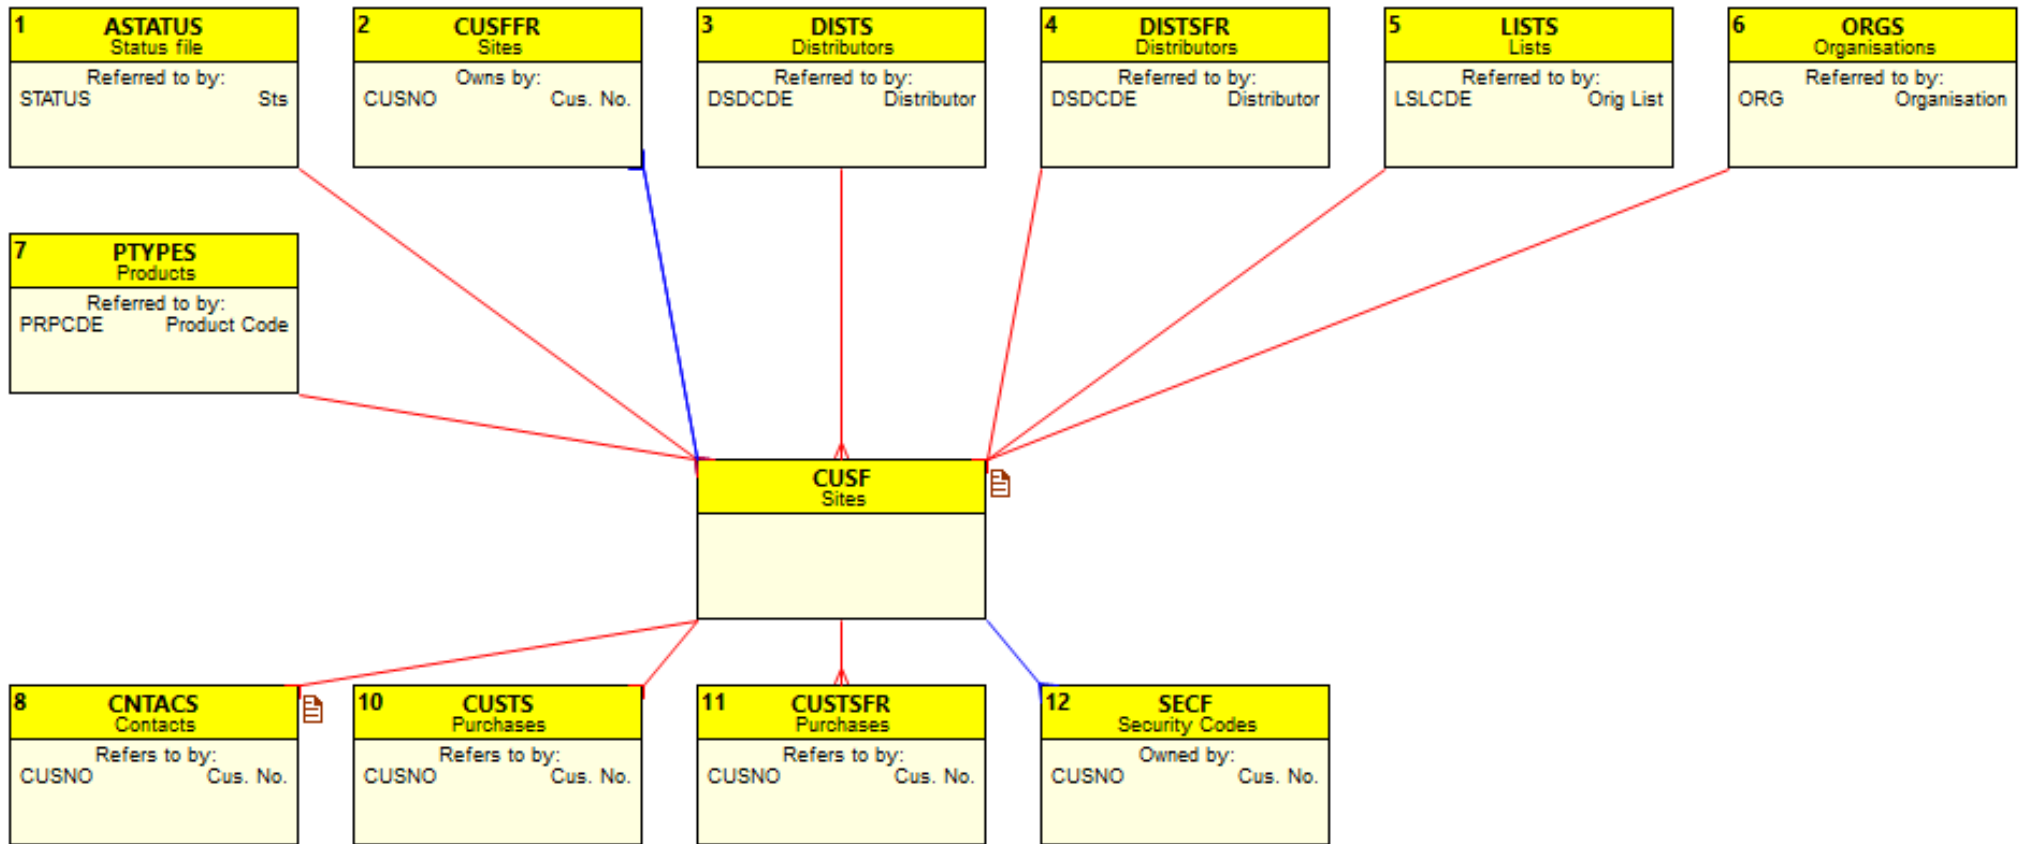 1 ASTATUS
Status file
Referred to by:
STATUS Sts
2 CUSFFR
Sites
Owns by:
CUSNO Cus. No.
3 DISTS
Distributors
Referred to by:
DSDCDE Distributor
4 DISTSFR
Distributors
Referred to by:
DSDCDE Distributor
5 LISTS
Lists
Referred to by:
LSLCDE Orig List
6 ORGS
Organisations
Referred to by:
ORG Organisation
7 PTYPES
Products
Referred to by:
PRPCDE Product Code
CUSF
Sites
8 CNTACS
Contacts
Refers to by:
CUSNO Cus. No.
10 CUSTS
Purchases
Refers to by:
CUSNO Cus. No.
11 CUSTSFR
Purchases
Refers to by:
CUSNO Cus. No.
12 SECF
Security Codes
Owned by:
CUSNO Cus. No.